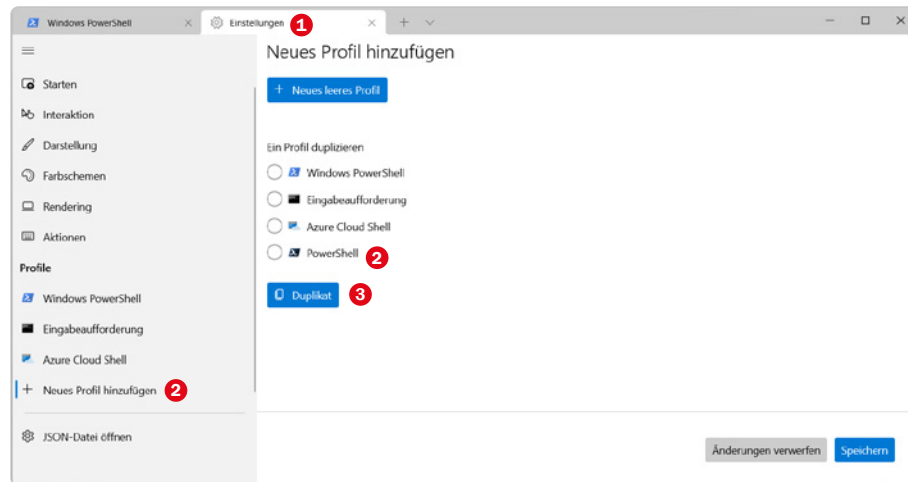 Windows PowerShell
Einstellungen 1
Neues Profil hinzufügen
+ Neues leeres Profil
Starten
Interaktion
Darstellung
Farbschemen
Rendering
Aktionen
Profile
Windows PowerShell
Eingabeaufforderung
Azure Cloud Shell
+ Neues Profil hinzufügen 2
JSON-Datei öffnen
Ein Profil duplizieren
Windows PowerShell
Eingabeaufforderung
Azure Cloud Shell
PowerShell 2
Duplikat 3
Änderungen verwerfen
Speichern